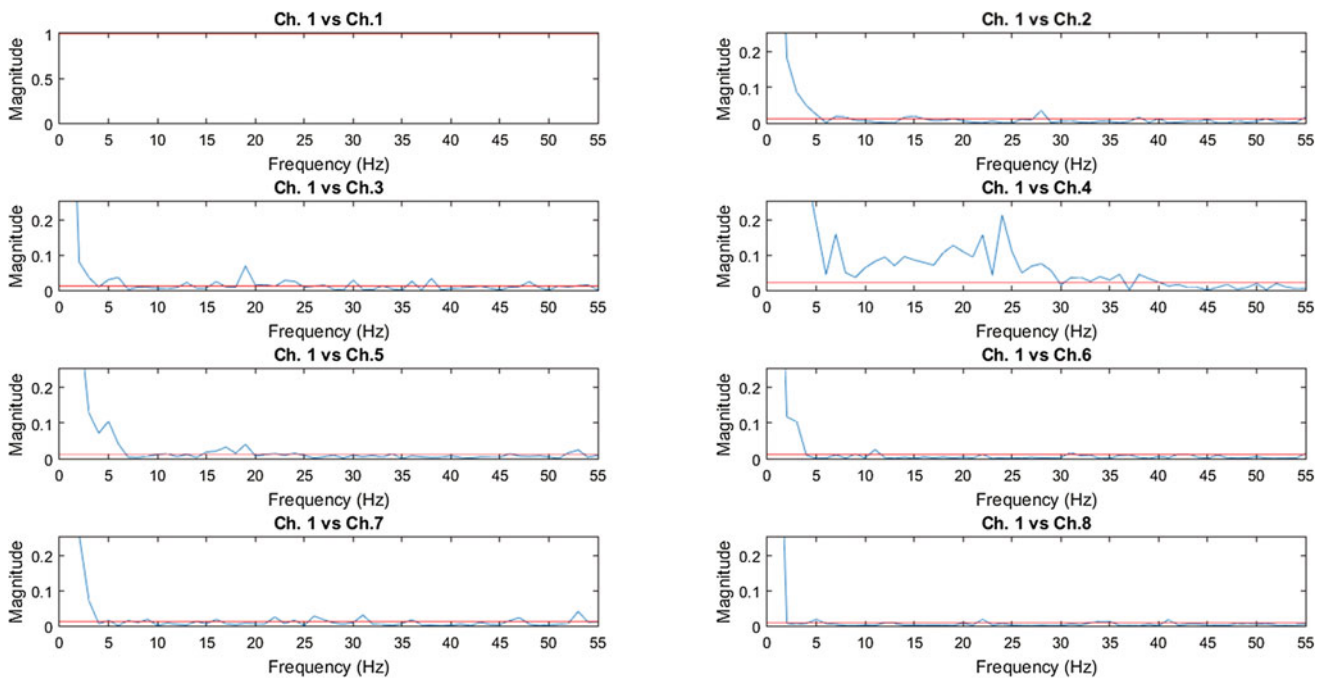 Ch. 1 vs Ch.1
Magnitude
1
0.5
0
0 5 10 15 20 25 30 35 40 45 50 55
Frequency (Hz)
Ch. 1 vs Ch.2
Magnitude
0.2
0.1
0
0 5 10 15 20 25 30 35 40 45 50 55
Frequency (Hz)
Ch. 1 vs Ch.3
Magnitude
0.2
0.1
0
0 5 10 15 20 25 30 35 40 45 50 55
Frequency (Hz)
Ch. 1 vs Ch.4
Magnitude
0.2
0.1
0
0 5 10 15 20 25 30 35 40 45 50 55
Frequency (Hz)
Ch. 1 vs Ch.5
Magnitude
0.2
0.1
0
0 5 10 15 20 25 30 35 40 45 50 55
Frequency (Hz)
Ch. 1 vs Ch.6
Magnitude
0.2
0.1
0
0 5 10 15 20 25 30 35 40 45 50 55
Frequency (Hz)
Ch. 1 vs Ch.7
Magnitude
0.2
0.1
0
0 5 10 15 20 25 30 35 40 45 50 55
Frequency (Hz)
Ch. 1 vs Ch.8
Magnitude
0.2
0.1
0
0 5 10 15 20 25 30 35 40 45 50 55
Frequency (Hz)